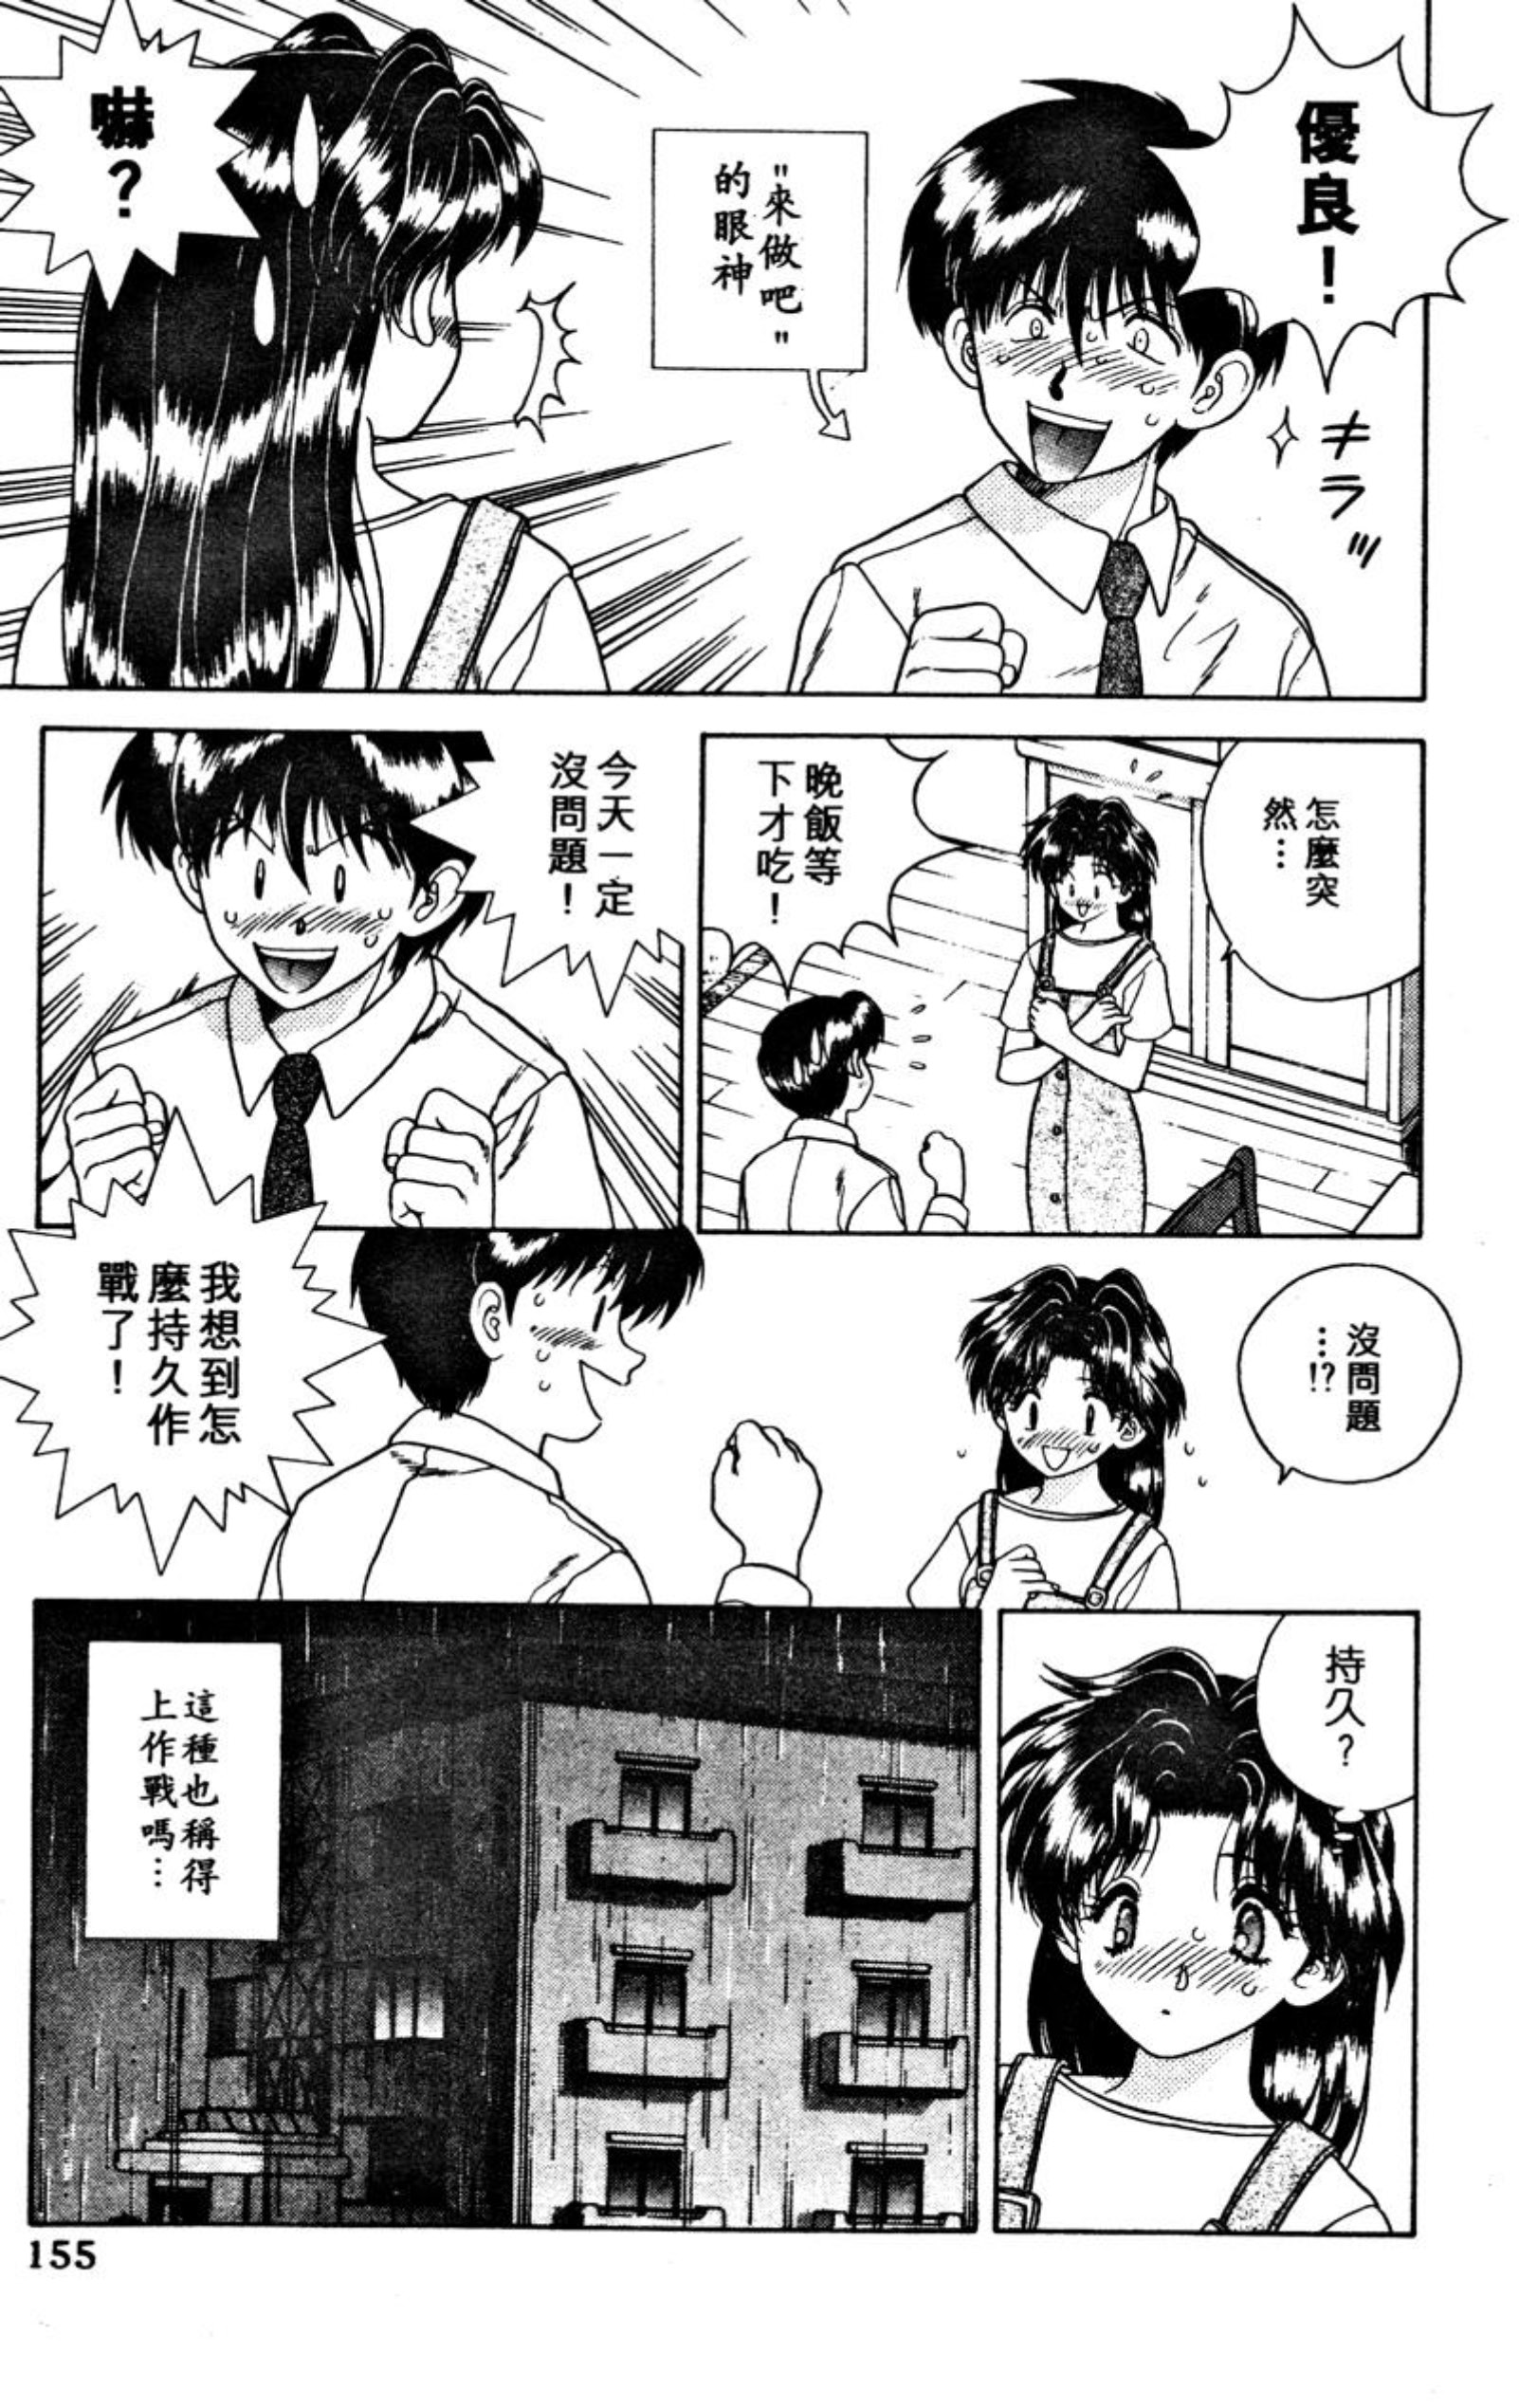 優良！
キラッ
"來做吧"
的眼神
嚇？
怎麼突
然…
晚飯等
下才吃！
今天一定
沒問題！
沒問題
…!?
我想到怎
麼持久作
戰了！
持久？
這種也稱得
上作戰嗎…
155